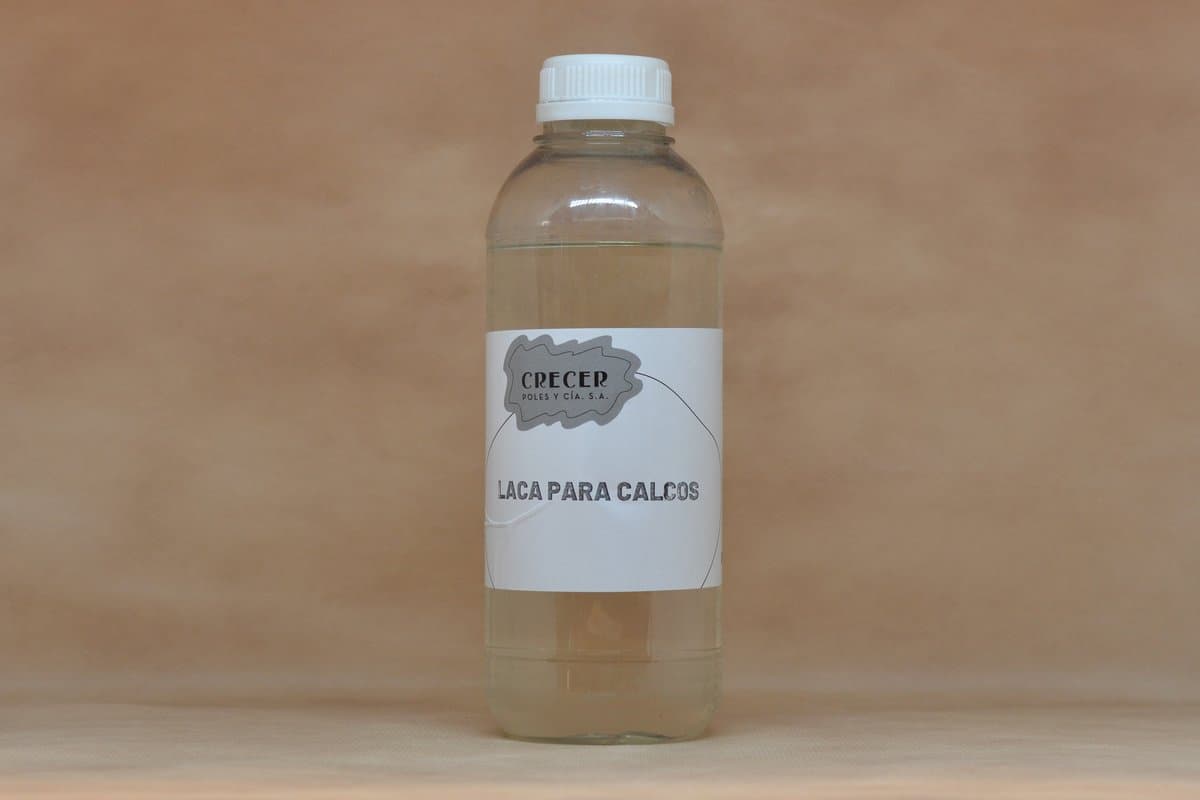 CRECER
POLES Y CÍA. S.A.
LACA PARA CALCOS